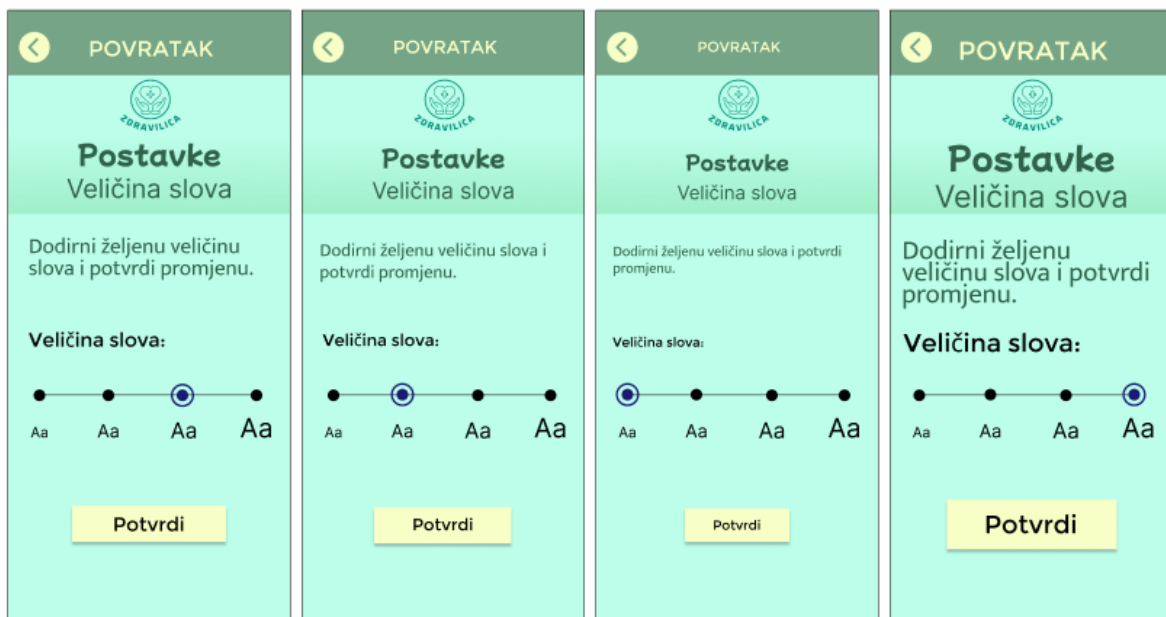 POVRATAK
ZDRAVILICA
Postavke
Veličina slova
Dodirni željenu veličinu
slova i potvrdi promjenu.
Veličina slova:
Aa Aa Aa Aa
Potvrdi
POVRATAK
ZDRAVILICA
Postavke
Veličina slova
Dodirni željenu veličinu slova i
potvrdi promjenu.
Veličina slova:
Aa Aa Aa Aa
Potvrdi
POVRATAK
ZDRAVILICA
Postavke
Veličina slova
Dodirni željenu veličinu slova i potvrdi
promjenu.
Veličina slova:
Aa Aa Aa Aa
Potvrdi
POVRATAK
ZDRAVILICA
Postavke
Veličina slova
Dodirni željenu
veličinu slova i potvrdi
promjenu.
Veličina slova:
Aa Aa Aa Aa
Potvrdi